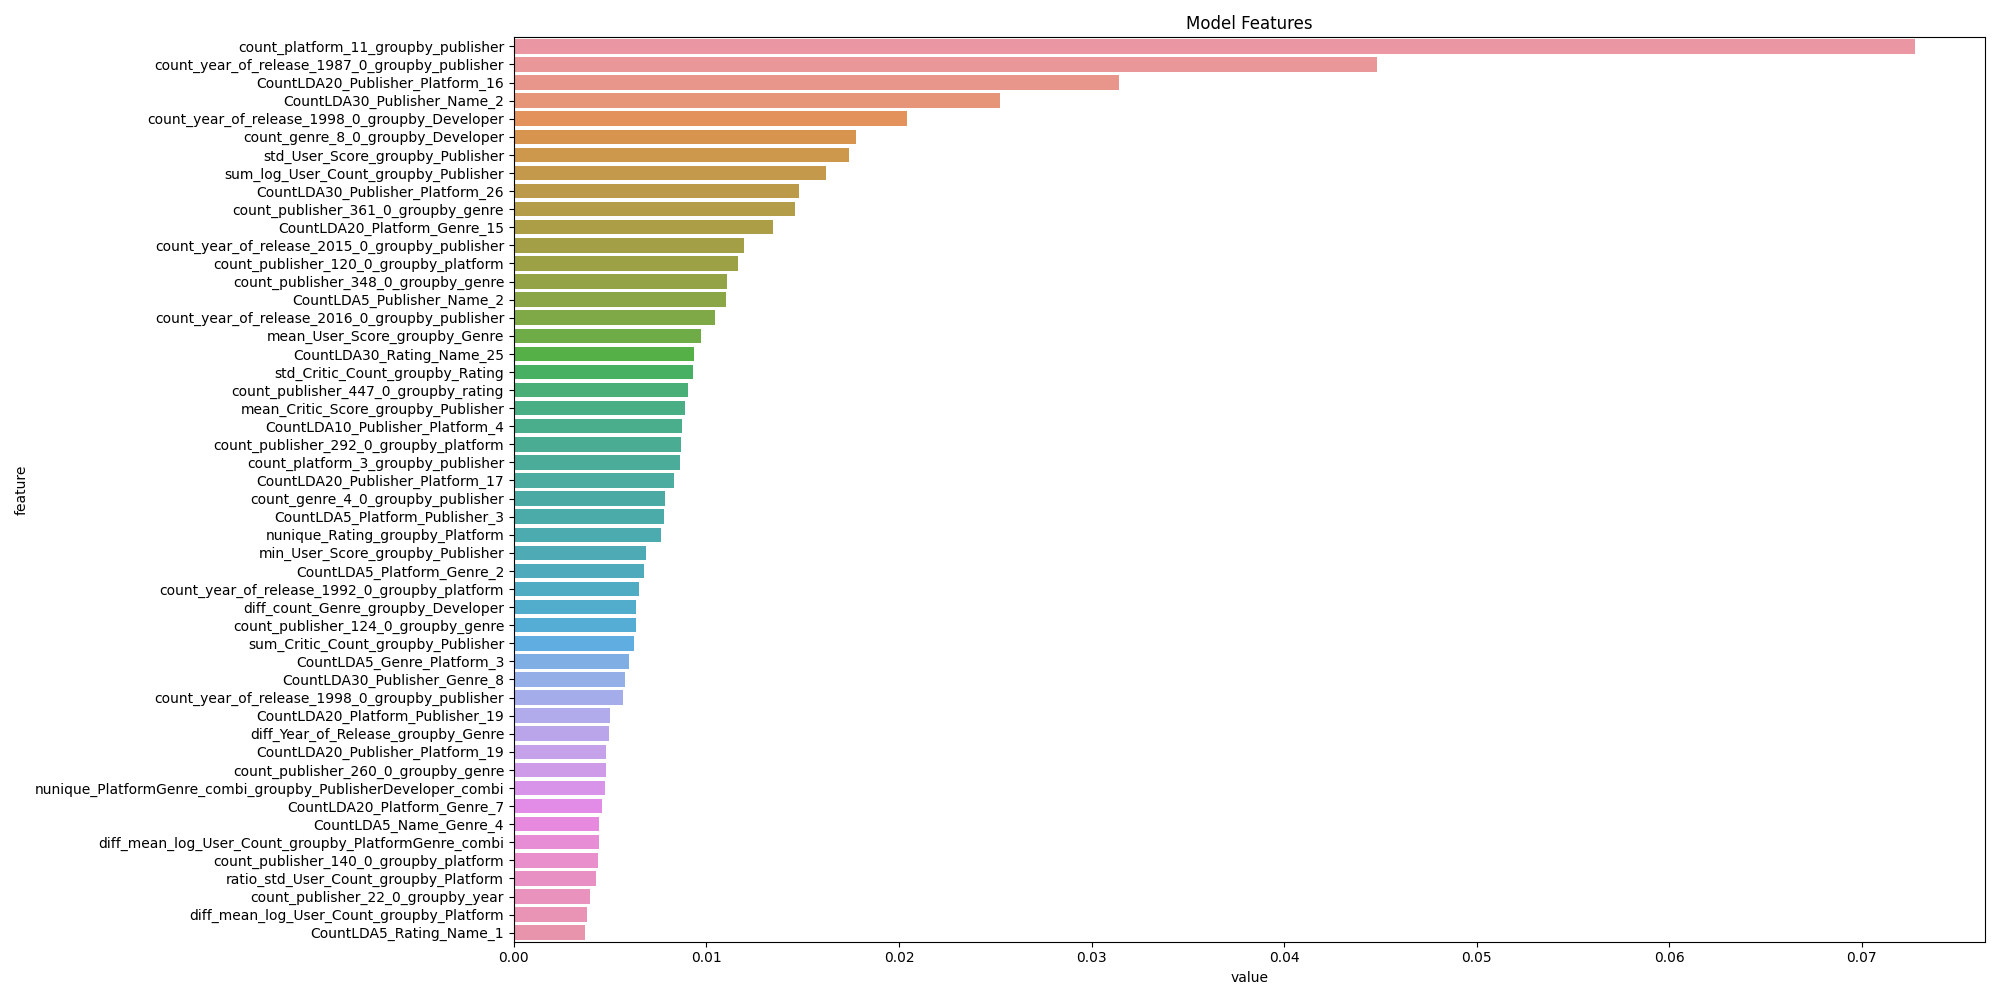 Model Features
count_platform_11_groupby_publisher
count_year_of_release_1987_0_groupby_publisher
CountLDA20_Publisher_Platform_16
CountLDA30_Publisher_Name_2
count_year_of_release_1998_0_groupby_Developer
count_genre_8_0_groupby_Developer
std_User_Score_groupby_Publisher
sum_log_User_Count_groupby_Publisher
CountLDA30_Publisher_Platform_26
count_publisher_361_0_groupby_genre
CountLDA20_Platform_Genre_15
count_year_of_release_2015_0_groupby_publisher
count_publisher_120_0_groupby_platform
count_publisher_348_0_groupby_genre
CountLDA5_Publisher_Name_2
count_year_of_release_2016_0_groupby_publisher
mean_User_Score_groupby_Genre
CountLDA30_Rating_Name_25
std_Critic_Count_groupby_Rating
count_publisher_447_0_groupby_rating
mean_Critic_Score_groupby_Publisher
CountLDA10_Publisher_Platform_4
count_publisher_292_0_groupby_platform
count_platform_3_groupby_publisher
CountLDA20_Publisher_Platform_17
count_genre_4_0_groupby_publisher
CountLDA5_Platform_Publisher_3
nunique_Rating_groupby_Platform
min_User_Score_groupby_Publisher
CountLDA5_Platform_Genre_2
count_year_of_release_1992_0_groupby_platform
diff_count_Genre_groupby_Developer
count_publisher_124_0_groupby_genre
sum_Critic_Count_groupby_Publisher
CountLDA5_Genre_Platform_3
CountLDA30_Publisher_Genre_8
count_year_of_release_1998_0_groupby_publisher
CountLDA20_Platform_Publisher_19
diff_Year_of_Release_groupby_Genre
CountLDA20_Publisher_Platform_19
count_publisher_260_0_groupby_genre
nunique_PlatformGenre_combi_groupby_PublisherDeveloper_combi
CountLDA20_Platform_Genre_7
CountLDA5_Name_Genre_4
diff_mean_log_User_Count_groupby_PlatformGenre_combi
count_publisher_140_0_groupby_platform
ratio_std_User_Count_groupby_Platform
count_publisher_22_0_groupby_year
diff_mean_log_User_Count_groupby_Platform
CountLDA5_Rating_Name_1
feature
0.00 0.01 0.02 0.03 0.04 0.05 0.06 0.07
value